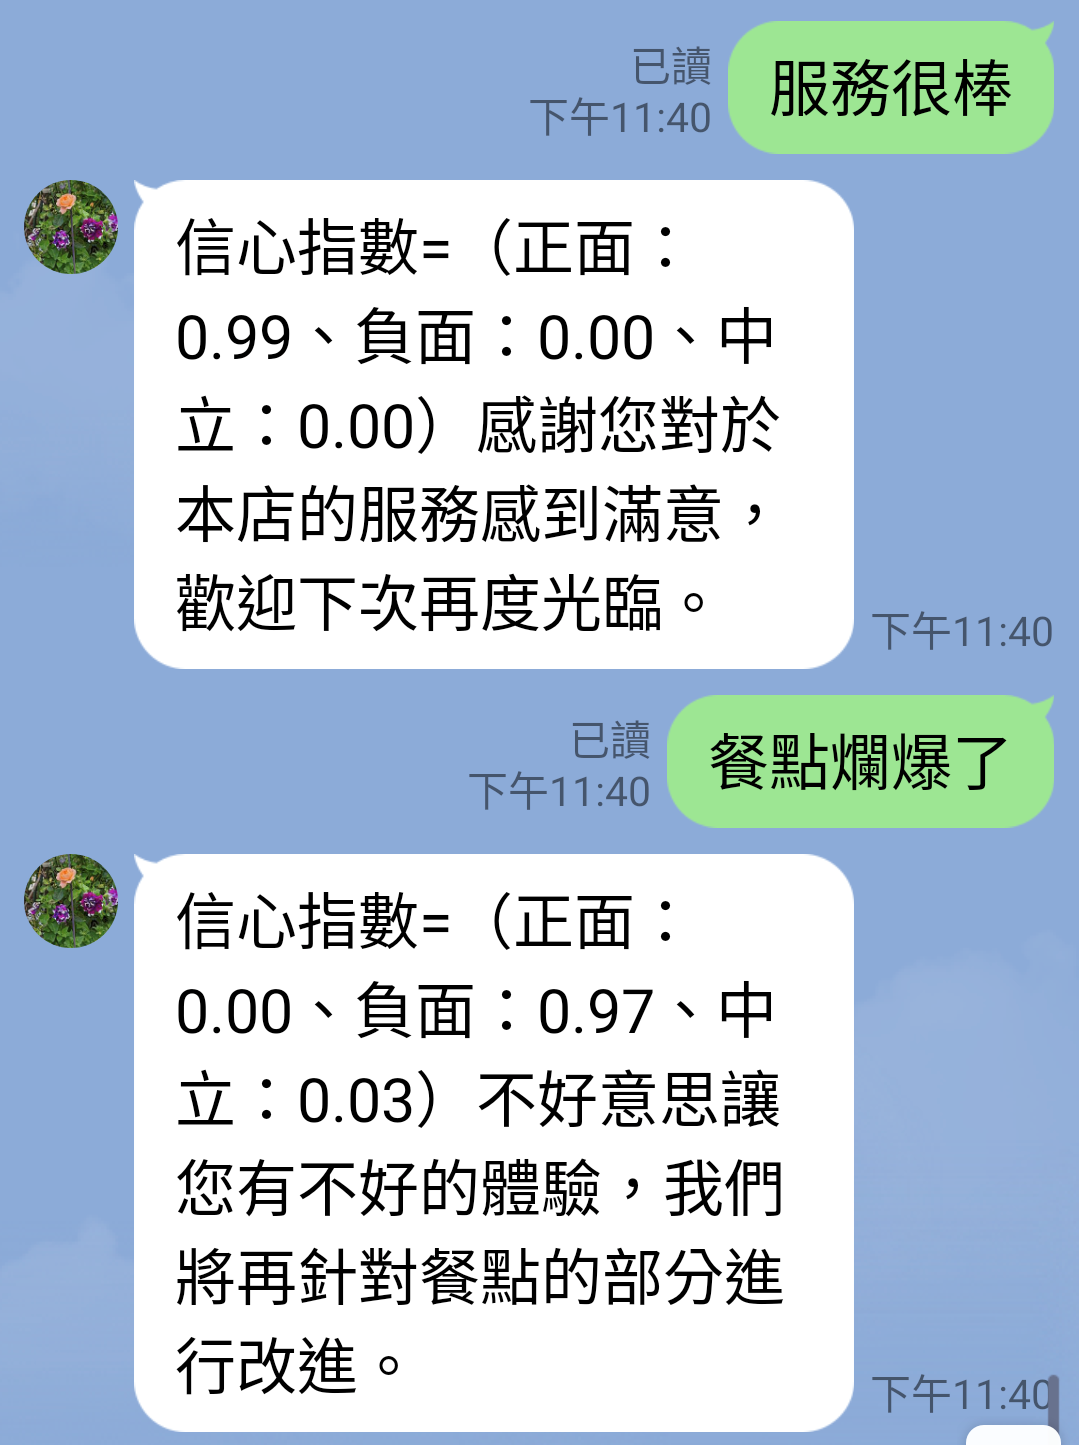 已讀
下午11:40
服務很棒
信心指數=（正面：
0.99、負面：0.00、中
立：0.00）感謝您對於
本店的服務感到滿意，
歡迎下次再度光臨。
下午11:40
已讀
下午11:40
餐點爛爆了
信心指數=（正面：
0.00、負面：0.97、中
立：0.03）不好意思讓
您有不好的體驗，我們
將再針對餐點的部分進
行改進。
下午11:40